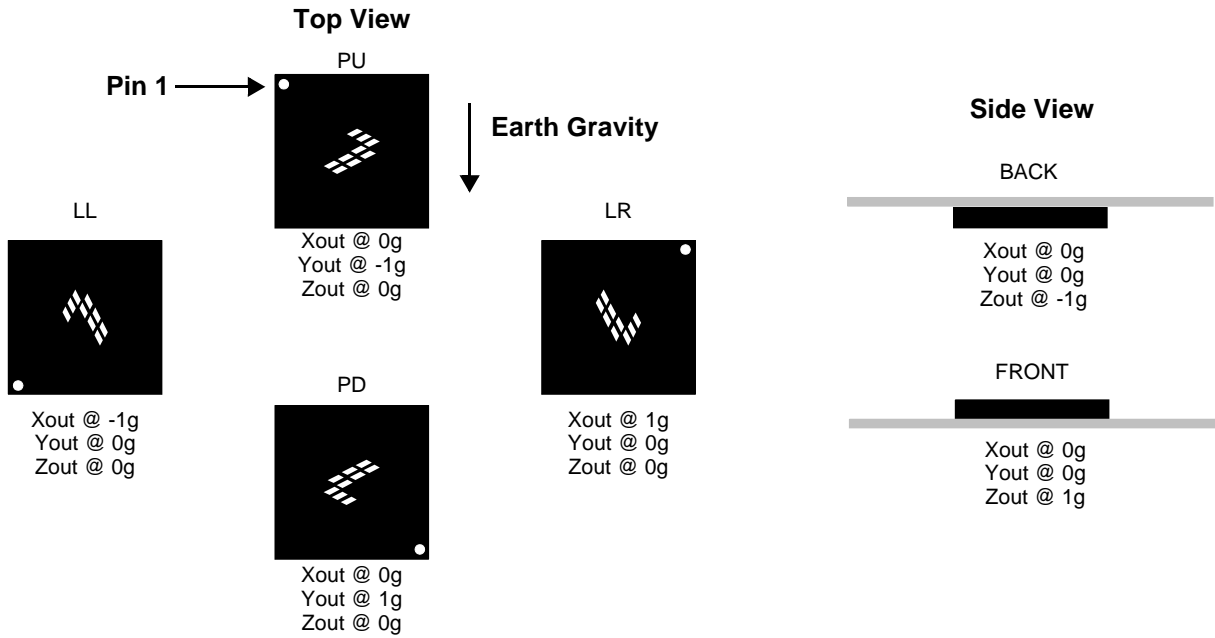 Top View
PU
Pin 1
Earth Gravity
Xout @ 0g
Yout @ -1g
Zout @ 0g
LL
Xout @ -1g
Yout @ 0g
Zout @ 0g
LR
Xout @ 1g
Yout @ 0g
Zout @ 0g
PD
Xout @ 0g
Yout @ 1g
Zout @ 0g
Side View
BACK
Xout @ 0g
Yout @ 0g
Zout @ -1g
FRONT
Xout @ 0g
Yout @ 0g
Zout @ 1g